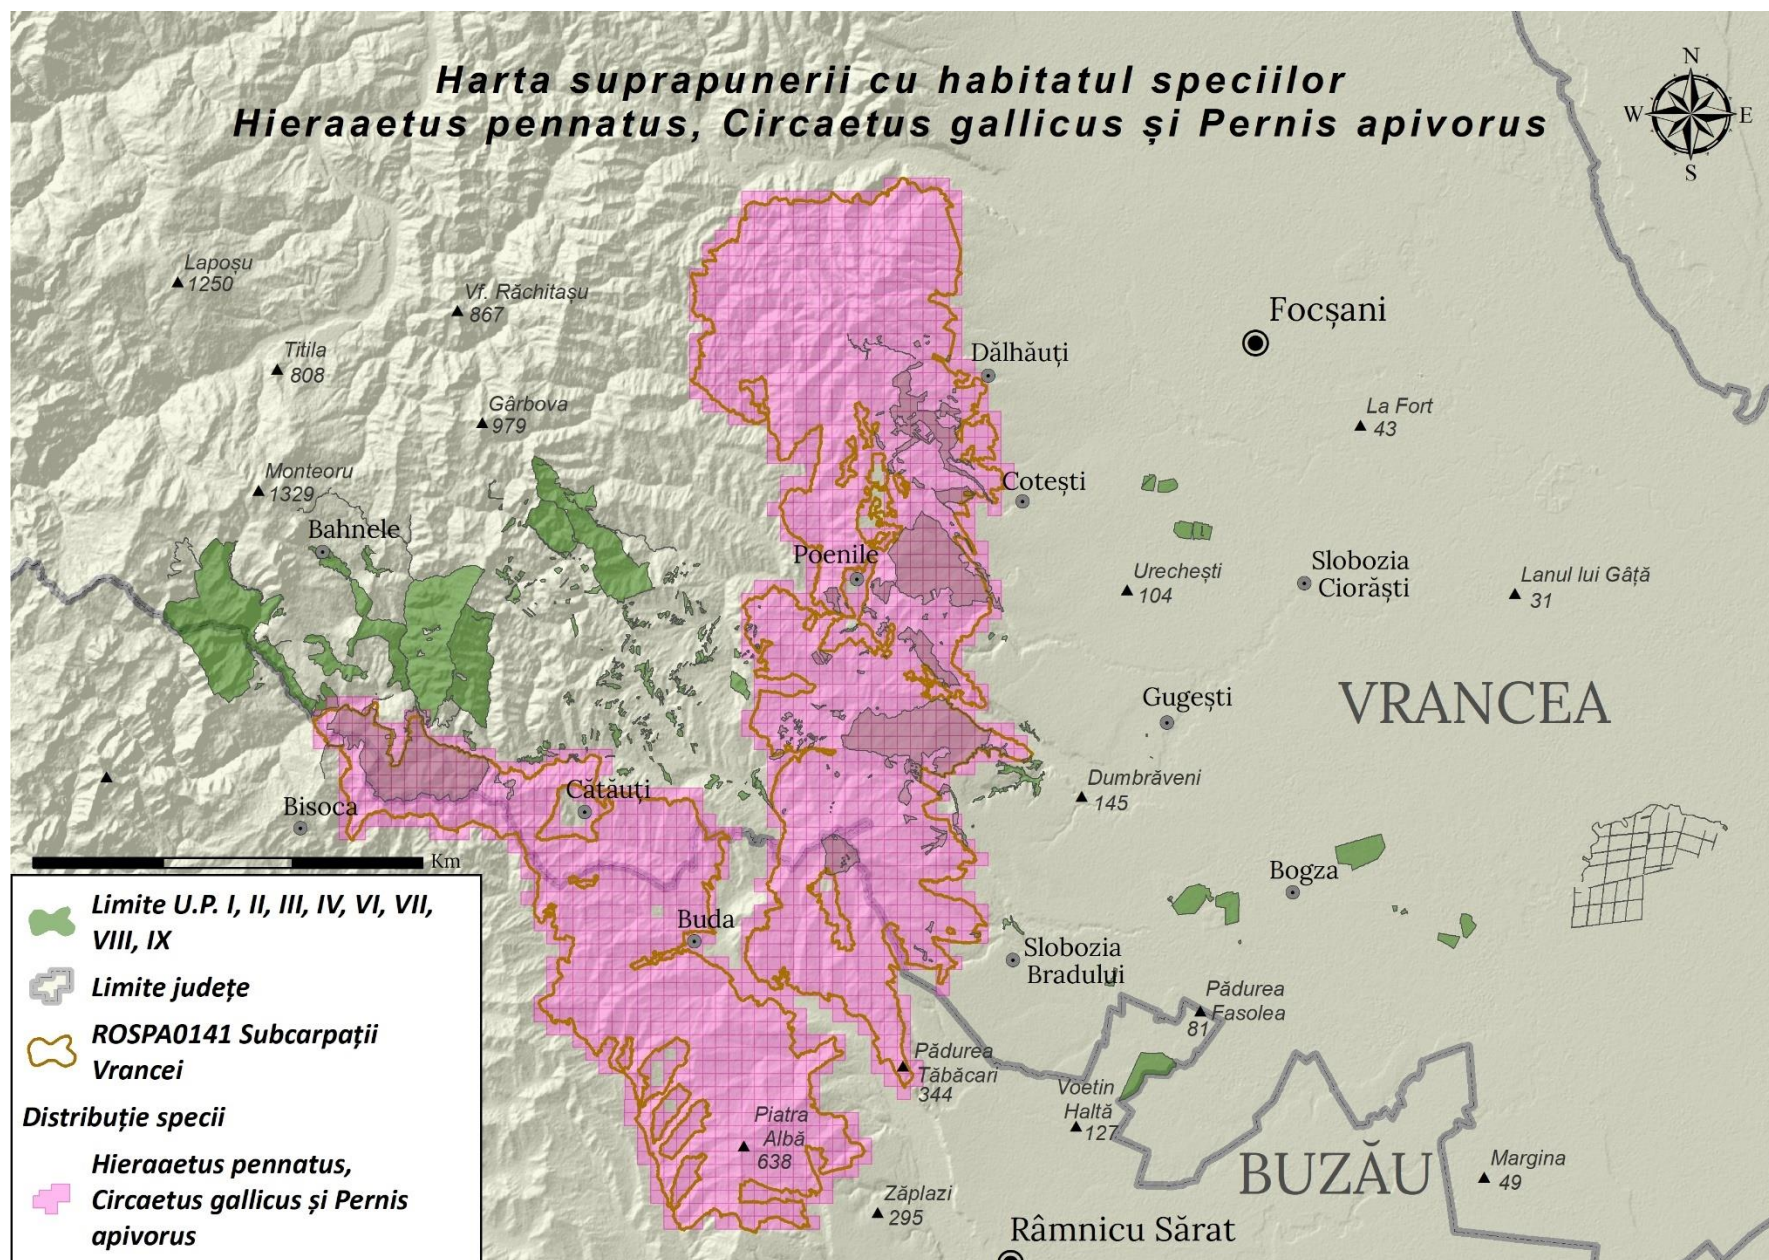 Harta suprapunerii cu habitatul speciilor
Hieraaetus pennatus, Circaetus gallicus și Pernis apivorus
N
W
E
S
Lapoșu
1250
Vf. Răchitașu
867
Focșani
Titila
808
Dălhăuți
Gârbova
979
La Fort
43
Monteoru
1329
Cotești
Bahnele
Poenile
Urechești
104
Slobozia
Ciorăști
Lanul lui Gâță
31
Gugești
VRANCEA
Dumbrăveni
145
Cătăuți
Bisoca
Km
Bogza
Buda
Slobozia
Bradului
Pădurea
Fasolea
81
Pădurea
Tăbăcari
344
Voetin
Haltă
127
Piatra
Albă
638
BUZĂU
Margina
49
Zăplazi
295
Râmnicu Sărat
Limite U.P. I, II, III, IV, VI, VII,
VIII, IX
Limite județe
ROSPA0141 Subcarpații
Vrancei
Distribuție specii
Hieraaetus pennatus,
Circaetus gallicus și Pernis
apivorus